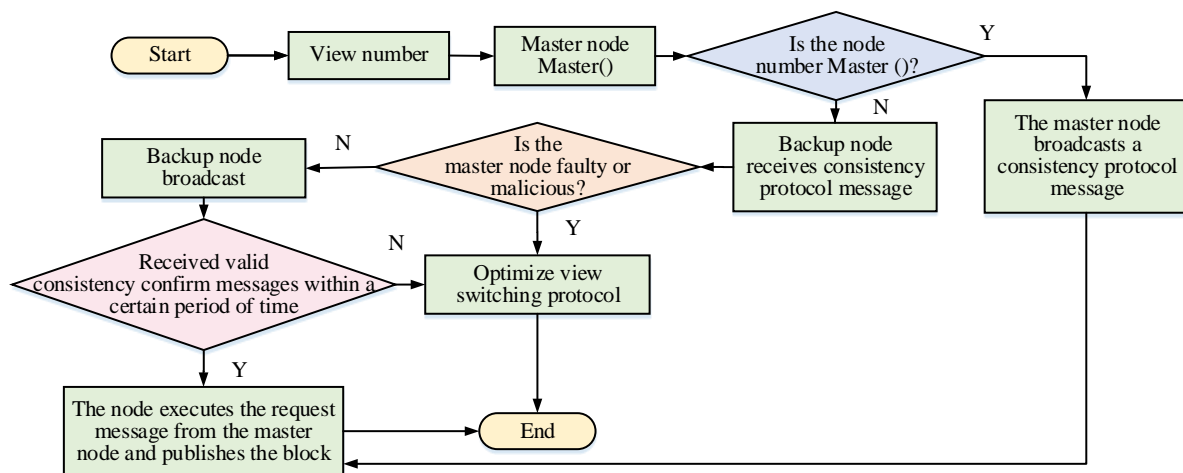 Start
View number
Master node
Master()
Is the node
number Master ()?
Y
N
The master node
broadcasts a
consistency protocol
message
Backup node
receives consistency
protocol message
Is the
master node faulty or
malicious?
N
Y
Backup node
broadcast
Received valid
consistency confirm messages within a
certain period of time
N
Y
Optimize view
switching protocol
The node executes the request
message from the master
node and publishes the block
End